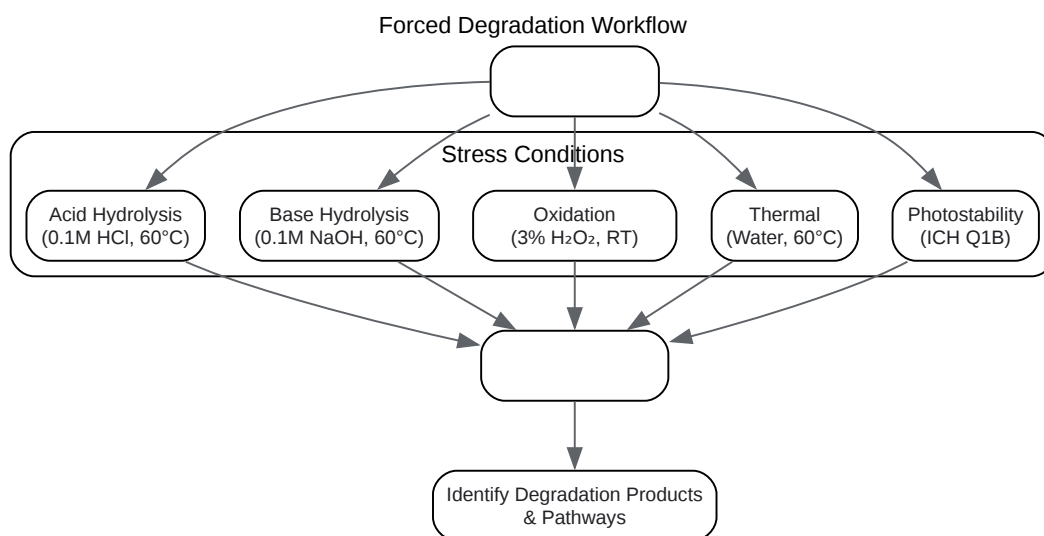 Forced Degradation Workflow
Stress Conditions
Acid Hydrolysis
(0.1M HCl, 60°C)
Base Hydrolysis
(0.1M NaOH, 60°C)
Oxidation
(3% H₂O₂, RT)
Thermal
(Water, 60°C)
Photostability
(ICH Q1B)
Identify Degradation Products
& Pathways